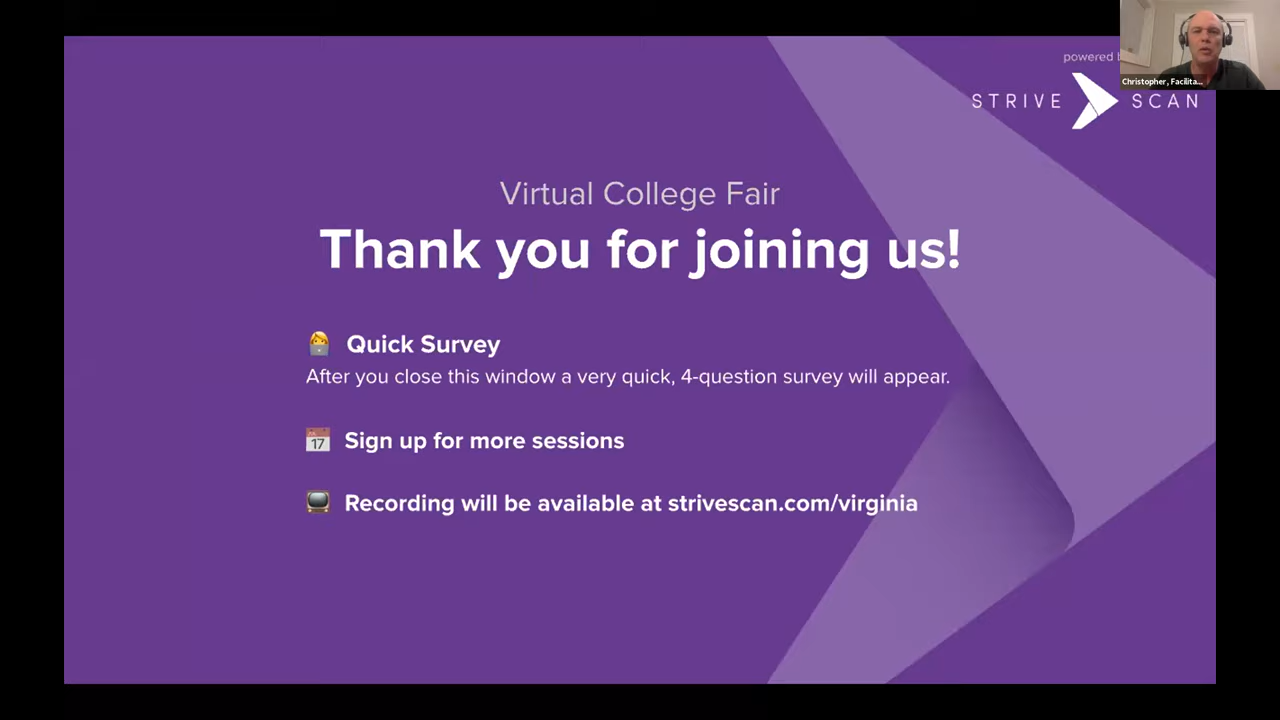 powered
Christopher, Facilita...
STRIVE SCAN
Virtual College Fair
Thank you for joining us!
Quick Survey
After you close this window a very quick, 4-question survey will appear.
17
Sign up for more sessions
Recording will be available at strivescan.com/virginia